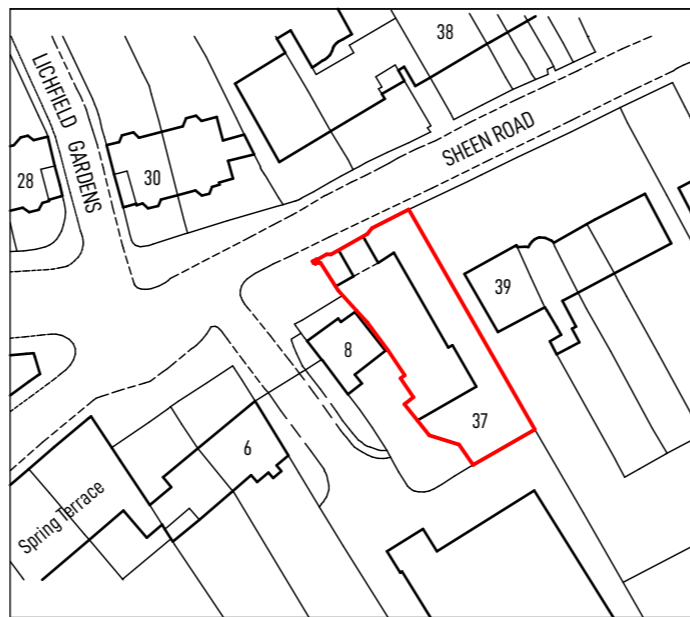 38
LICHFIELD
GARDENS
SHEEN ROAD
28
30
39
8
37
6
Spring Terrace